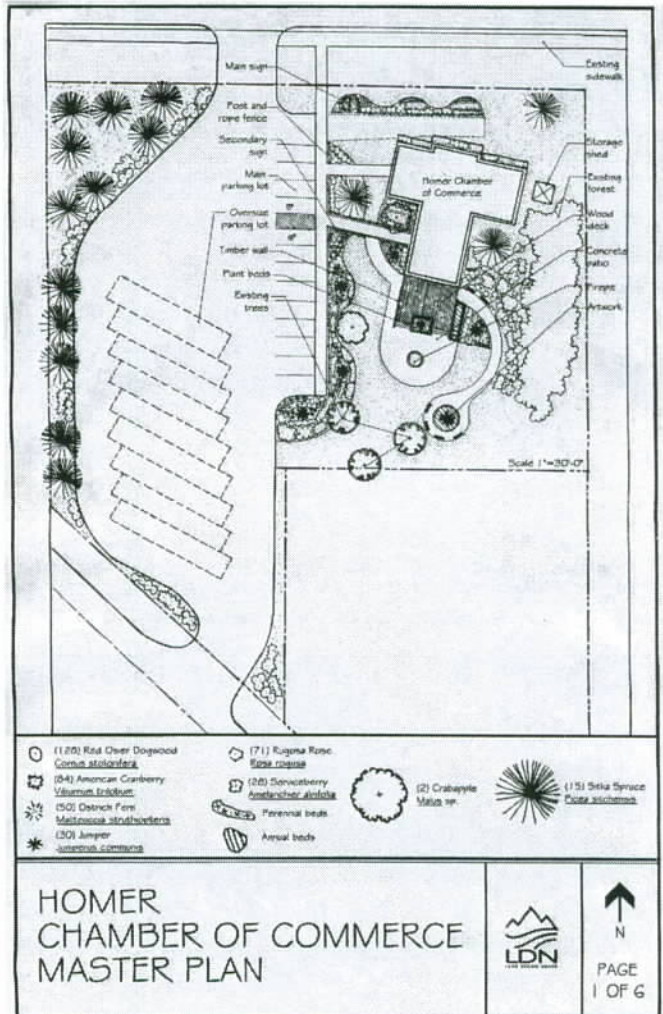 Main sign
Post and
rope fence
Secondary
sign
Main
parking lot
Oversize
parking lot
Timber wall
Plant beds
Existing
trees
Existing
sidewalk
Storage
shed
Existing
forest
Wood
deck
Concrete
patio
Artwork
Homer Chamber
of Commerce
Scale 1"=30'-0"
(128) Red Osier Dogwood
Cornus stolonifera
(84) American Cranberry
Viburnum trilobum
(50) Ostrich Fern
Matteuccia struthiopteris
(30) Juniper
Juniperus communis
(71) Rugosa Rose
Rosa rugosa
(28) Serviceberry
Amelanchier alnifolia
Perennial beds
Annual beds
(2) Crabapple
Malus sp.
(15) Sitka Spruce
Picea sitchensis
HOMER
CHAMBER OF COMMERCE
MASTER PLAN
LDN
N
PAGE
1 OF 6